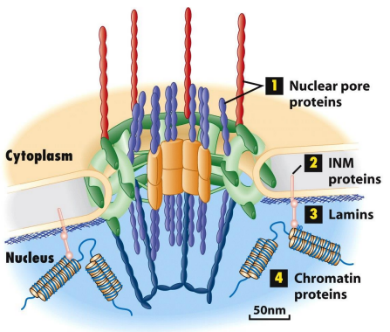 1 Nuclear pore
proteins
Cytoplasm
2 INM
proteins
3 Lamins
Nucleus
4 Chromatin
proteins
50nm